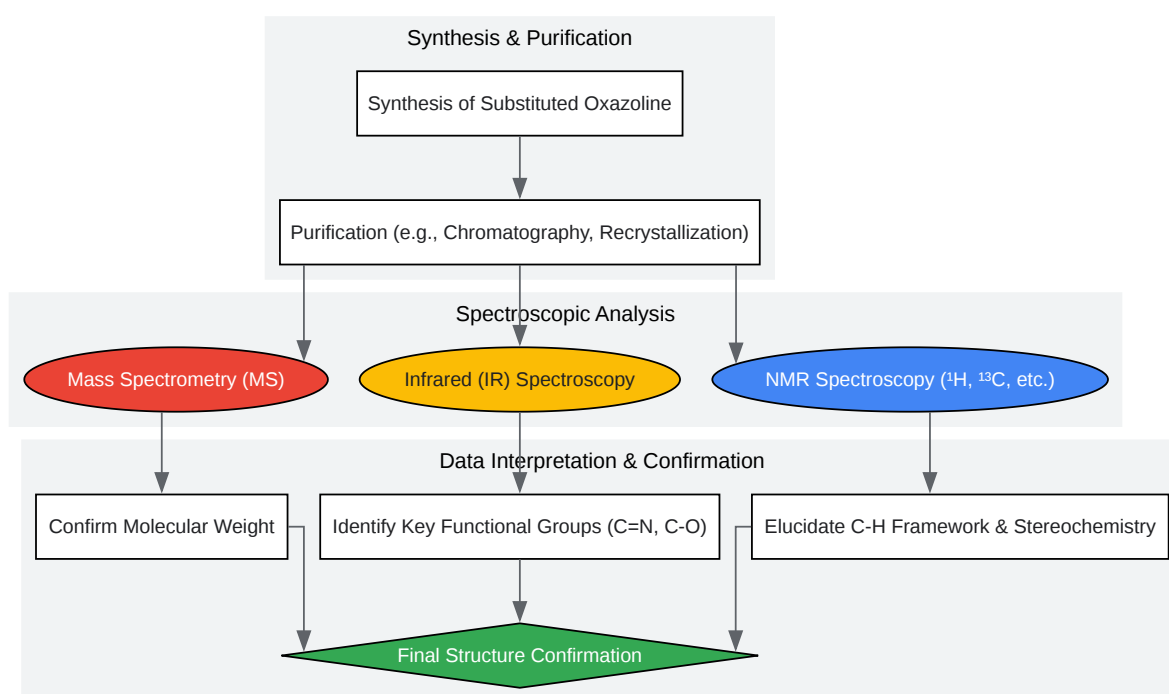 Synthesis & Purification
Synthesis of Substituted Oxazoline
Purification (e.g., Chromatography, Recrystallization)
Spectroscopic Analysis
Mass Spectrometry (MS)
Infrared (IR) Spectroscopy
NMR Spectroscopy (¹H, ¹³C, etc.)
Data Interpretation & Confirmation
Confirm Molecular Weight
Identify Key Functional Groups (C=N, C-O)
Elucidate C-H Framework & Stereochemistry
Final Structure Confirmation